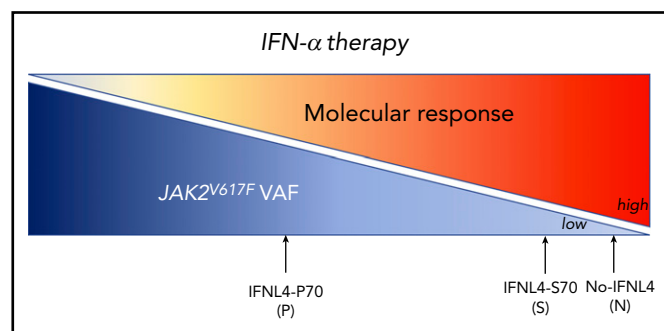 IFN-α therapy
Molecular response
JAK2V617F VAF
high
low
IFNL4-P70
(P)
IFNL4-S70
(S)
No-IFNL4
(N)